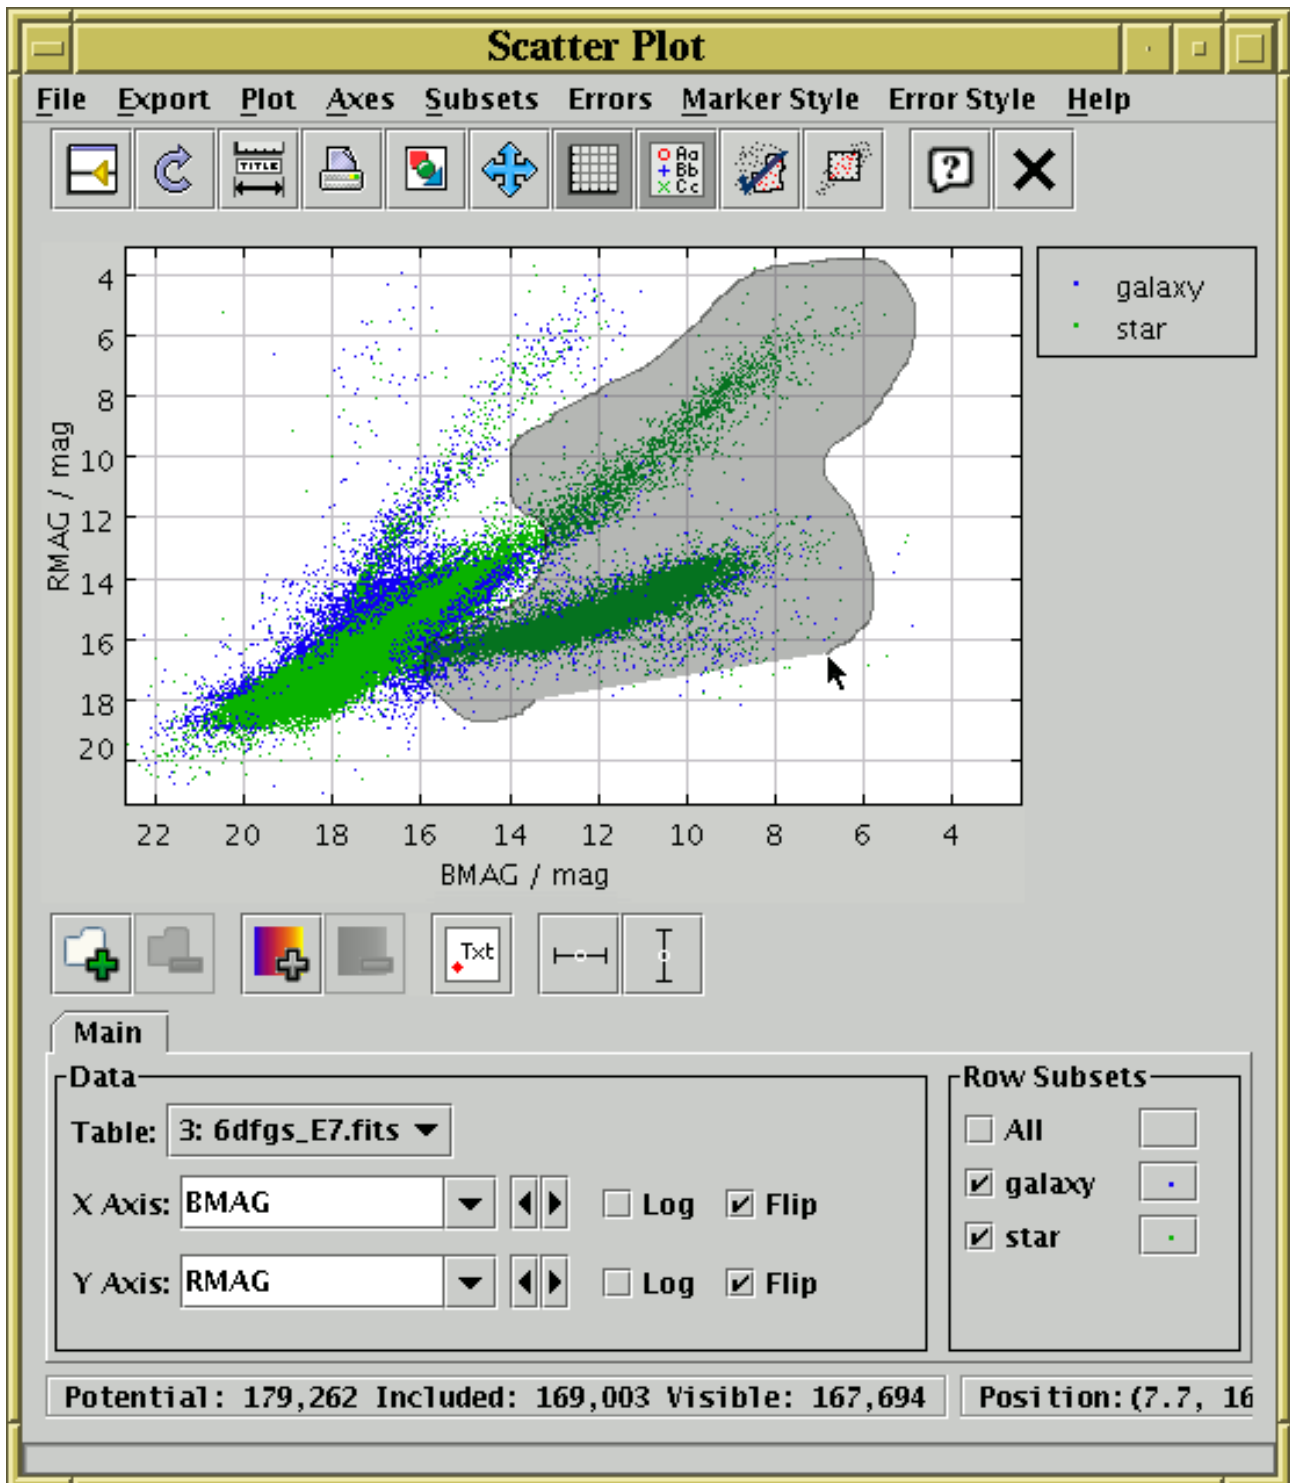 Scatter Plot
File Export Plot Axes Subsets Errors Marker Style Error Style Help
TITLE
Aa
Bb
Cc
?
galaxy
star
4
6
8
10
12
14
16
18
20
RMAG / mag
22 20 18 16 14 12 10 8 6 4
BMAG / mag
Txt
Main
Data
Table: 3: 6dfgs_E7.fits
X Axis: BMAG Log Flip
Y Axis: RMAG Log Flip
Row Subsets
All
galaxy
star
Potential: 179,262 Included: 169,003 Visible: 167,694
Position: (7.7, 16